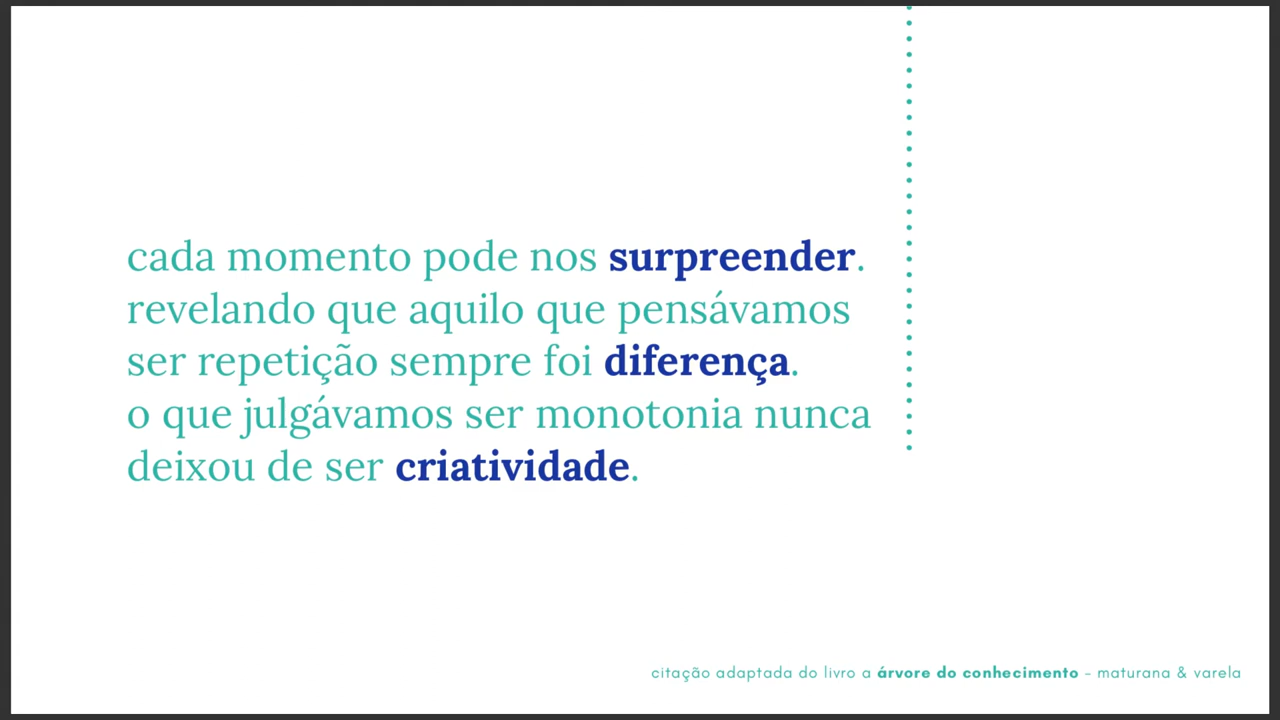 cada momento pode nos surpreender.
revelando que aquilo que pensávamos
ser repetição sempre foi diferença.
o que julgávamos ser monotonia nunca
deixou de ser criatividade.
citação adaptada do livro a árvore do conhecimento - maturana & varela